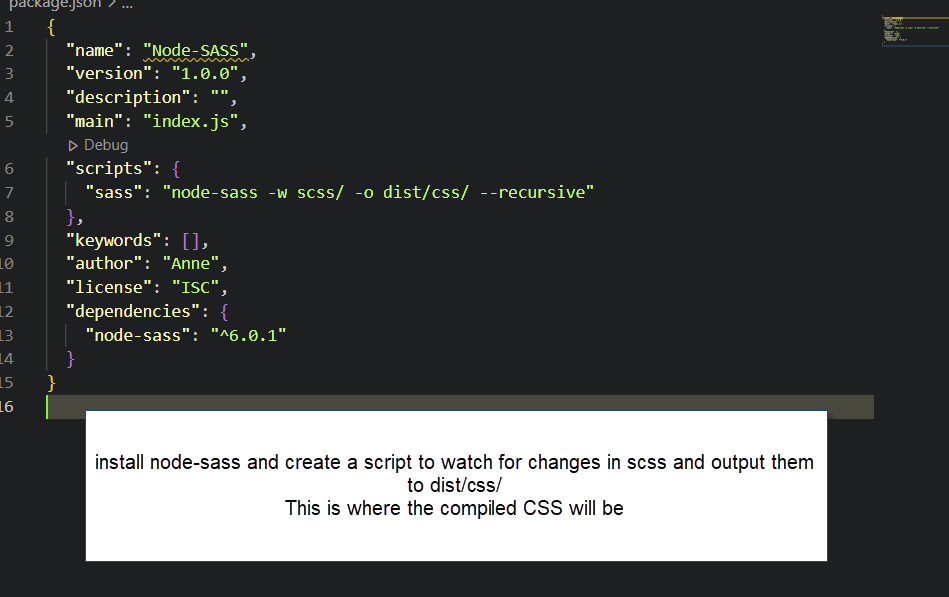 package.json > ...
1 {
2 "name": "Node-SASS",
3 "version": "1.0.0",
4 "description": "",
5 "main": "index.js",
Debug
6 "scripts": {
7 "sass": "node-sass -w scss/ -o dist/css/ --recursive"
8 },
9 "keywords": [],
10 "author": "Anne",
11 "license": "ISC",
12 "dependencies": {
13 "node-sass": "^6.0.1"
14 }
15 }
16
install node-sass and create a script to watch for changes in scss and output them
to dist/css/
This is where the compiled CSS will be